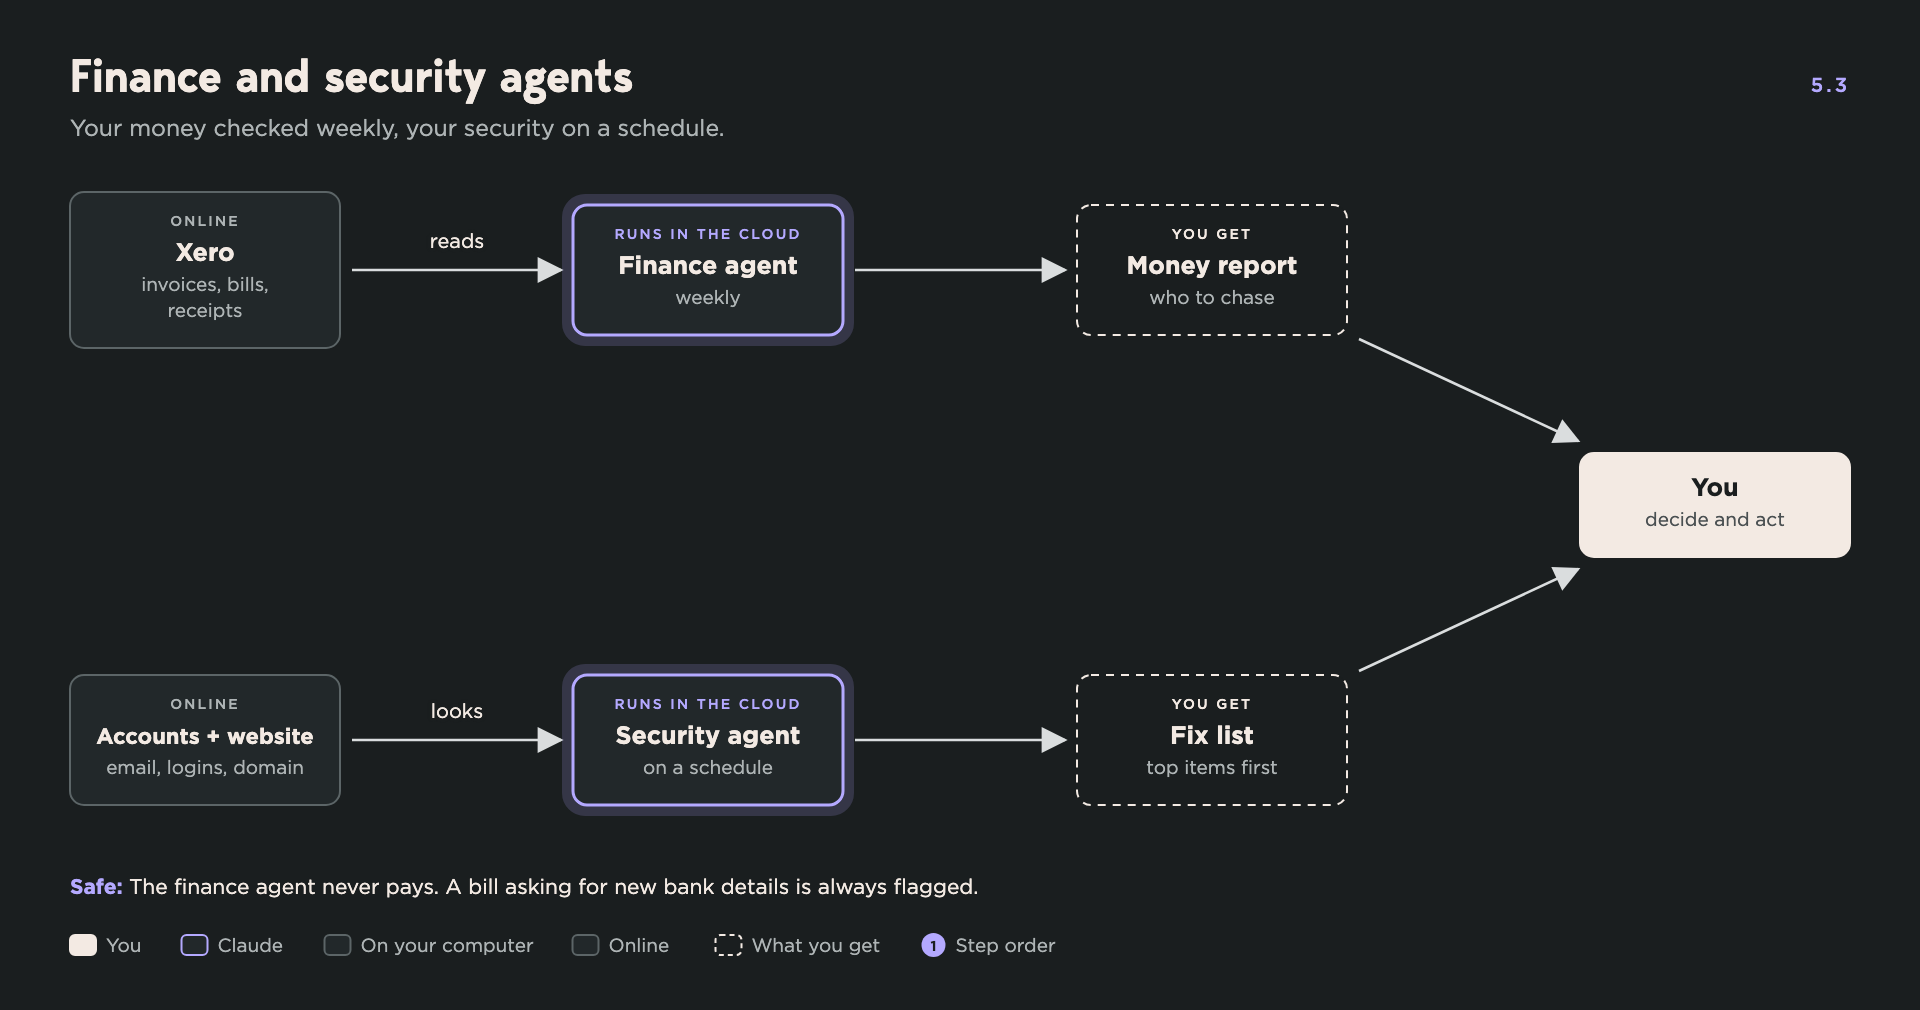 Finance and security agents
5.3
Your money checked weekly, your security on a schedule.
ONLINE
Xero
invoices, bills,
receipts
reads
RUNS IN THE CLOUD
Finance agent
weekly
YOU GET
Money report
who to chase
You
decide and act
ONLINE
Accounts + website
email, logins, domain
looks
RUNS IN THE CLOUD
Security agent
on a schedule
YOU GET
Fix list
top items first
Safe: The finance agent never pays. A bill asking for new bank details is always flagged.
You
Claude
On your computer
Online
What you get
1
Step order